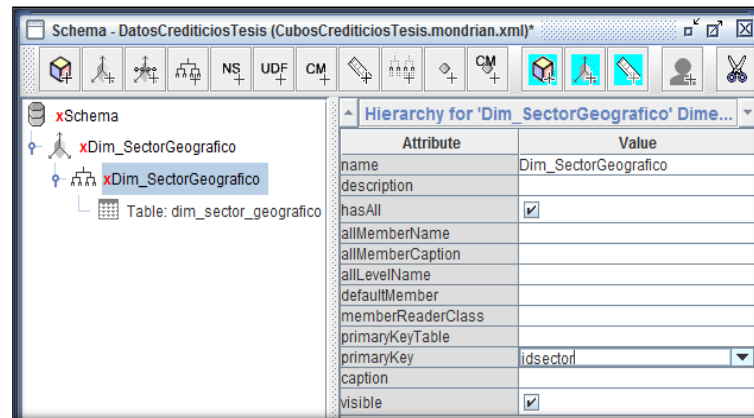 Schema - DatosCrediticiosTesis (CubosCrediticiosTesis.mondrian.xml)*
NS UDF CM CM
xSchema
xDim_SectorGeografico
xDim_SectorGeografico
Table: dim_sector_geografico
Hierarchy for 'Dim_SectorGeografico' Dime...
Attribute Value
name Dim_SectorGeografico
description
hasAll
allMemberName
allMemberCaption
allLevelName
defaultMember
memberReaderClass
primaryKeyTable
primaryKey idsector
caption
visible